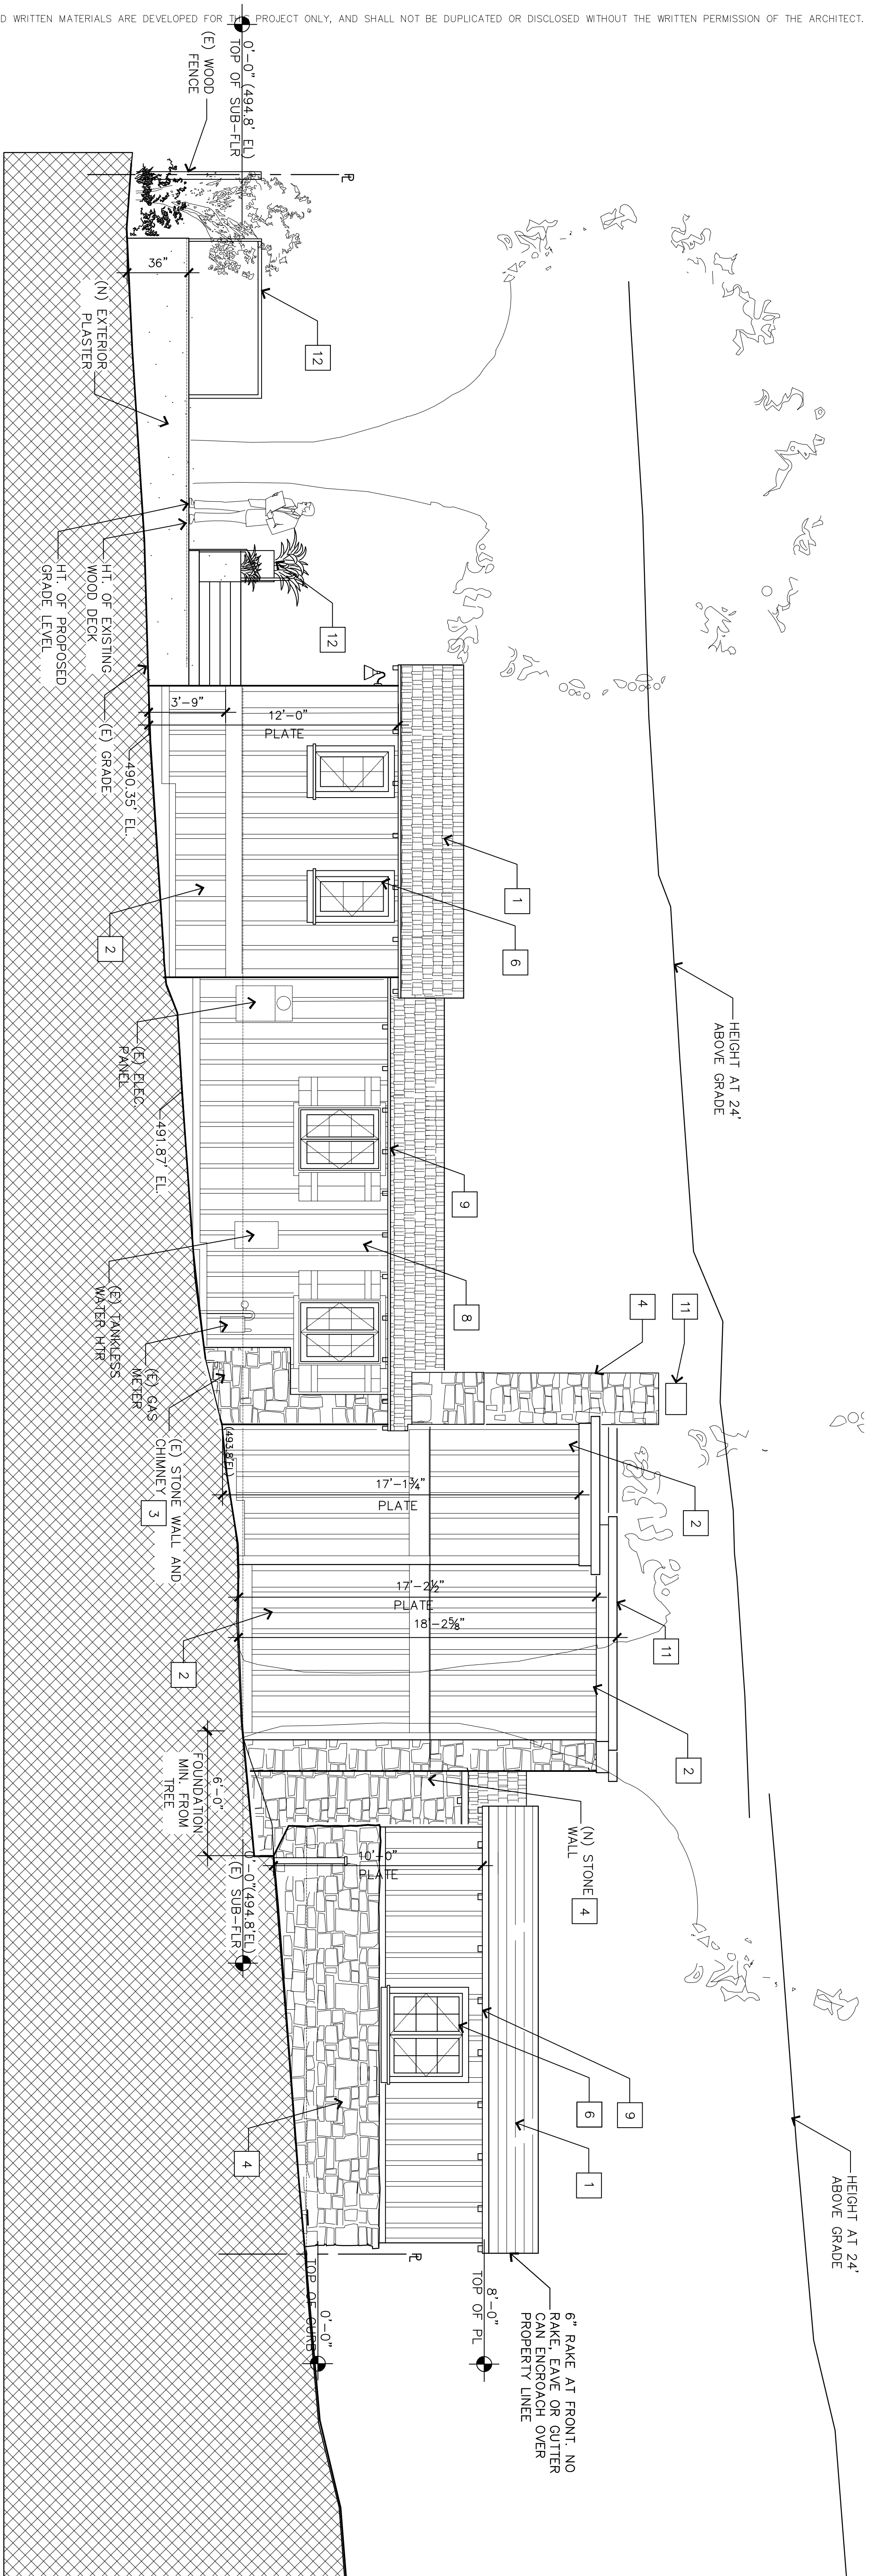 D WRITTEN MATERIALS ARE DEVELOPED FOR THIS PROJECT ONLY, AND SHALL NOT BE DUPLICATED OR DISCLOSED WITHOUT THE WRITTEN PERMISSION OF THE ARCHITECT.
0'-0" (494.8' EL)
TOP OF SUB-FLR
(E) WOOD
FENCE
PL
36"
(N) EXTERIOR
PLASTER
12
HT. OF EXISTING
WOOD DECK
HT. OF PROPOSED
GRADE LEVEL
12
(E) GRADE
490.35' EL.
3'-9"
12'-0"
PLATE
1
6
2
HEIGHT AT 24'
ABOVE GRADE
(E) ELEC.
PANEL
491.87' EL.
9
8
(E) TANKLESS
WATER HTR
(E) GAS
METER
(E) STONE WALL AND
CHIMNEY
3
4
11
(493.8'EL)
17'-1¾"
PLATE
2
17'-2½"
PLATE
18'-2⅝"
11
2
2
6'-0"
FOUNDATION
MIN. FROM
TREE
(N) STONE
WALL
4
10'-0"
PLATE
0'-0"(494.8'EL)
(E) SUB-FLR
4
9
6
1
HEIGHT AT 24'
ABOVE GRADE
PL
8'-0"
TOP OF PL
0'-0"
TOP OF CURB
6" RAKE AT FRONT. NO
RAKE, EAVE OR GUTTER
CAN ENCROACH OVER
PROPERTY LINEE